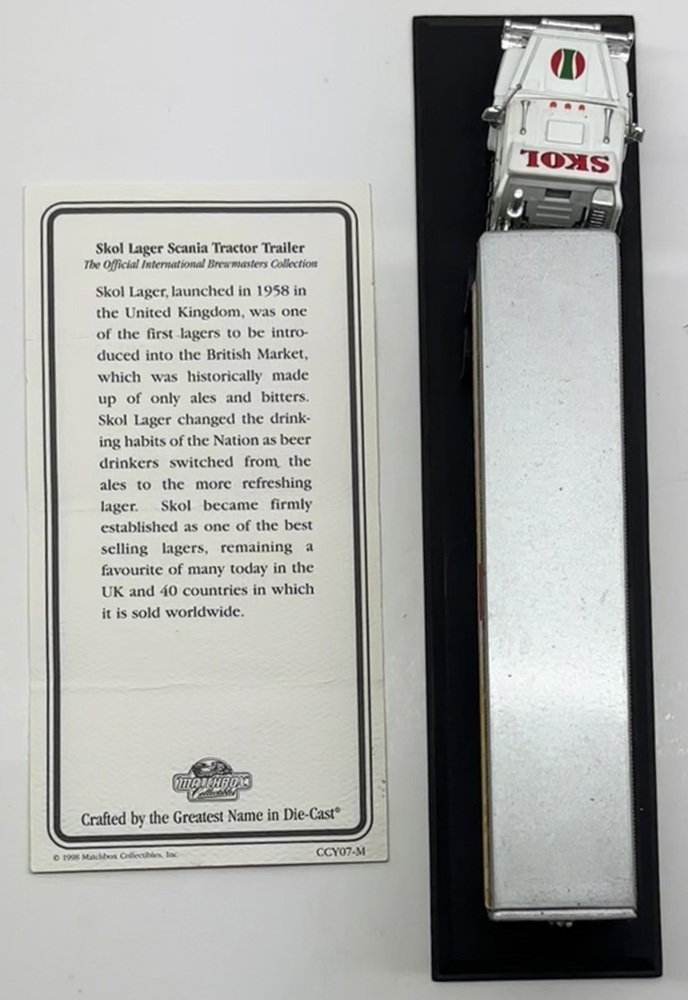 Skol Lager Scania Tractor Trailer
The Official International Brewmasters Collection
Skol Lager, launched in 1958 in
the United Kingdom, was one
of the first lagers to be intro-
duced into the British Market,
which was historically made
up of only ales and bitters.
Skol Lager changed the drink-
ing habits of the Nation as beer
drinkers switched from the
ales to the more refreshing
lager. Skol became firmly
established as one of the best
selling lagers, remaining a
favourite of many today in the
UK and 40 countries in which
it is sold worldwide.
MATCHBOX
Collectibles
Crafted by the Greatest Name in Die-Cast®
© 1998 Matchbox Collectibles, Inc.
CCY07-M
SKOL